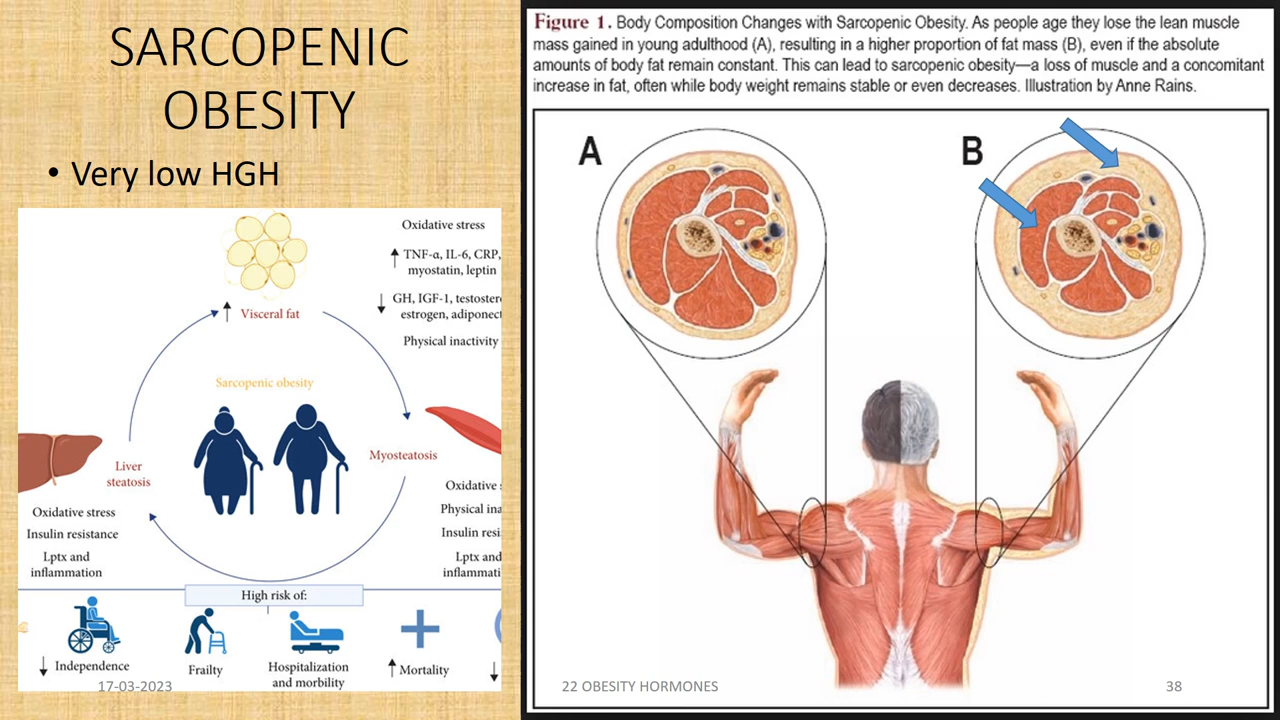 SARCOPENIC
OBESITY
• Very low HGH
Oxidative stress
↑ TNF-α, IL-6, CRP,
myostatin, leptin
↓ GH, IGF-1, testoster
estrogen, adiponect
Physical inactivity
↑ Visceral fat
Sarcopenic obesity
Myosteatosis
Liver
steatosis
Oxidative stress
Insulin resistance
Lptx and
inflammation
Oxidative s
Physical ina
Insulin resi
Lptx and
inflammati
High risk of:
↓ Independence
Frailty
Hospitalization
and morbility
↑ Mortality
↓
17-03-2023
Figure 1. Body Composition Changes with Sarcopenic Obesity. As people age they lose the lean muscle
mass gained in young adulthood (A), resulting in a higher proportion of fat mass (B), even if the absolute
amounts of body fat remain constant. This can lead to sarcopenic obesity—a loss of muscle and a concomitant
increase in fat, often while body weight remains stable or even decreases. Illustration by Anne Rains.
A
B
22 OBESITY HORMONES
38